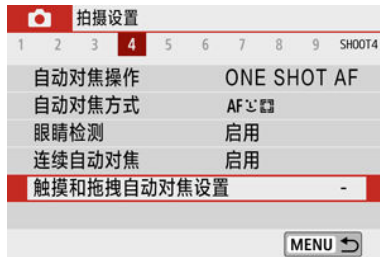 拍摄设置
1 2 3 4 5 6 7 8 9 SHOOT4
自动对焦操作 ONE SHOT AF
自动对焦方式 AF
眼睛检测 启用
连续自动对焦 启用
触摸和拖拽自动对焦设置 -
MENU